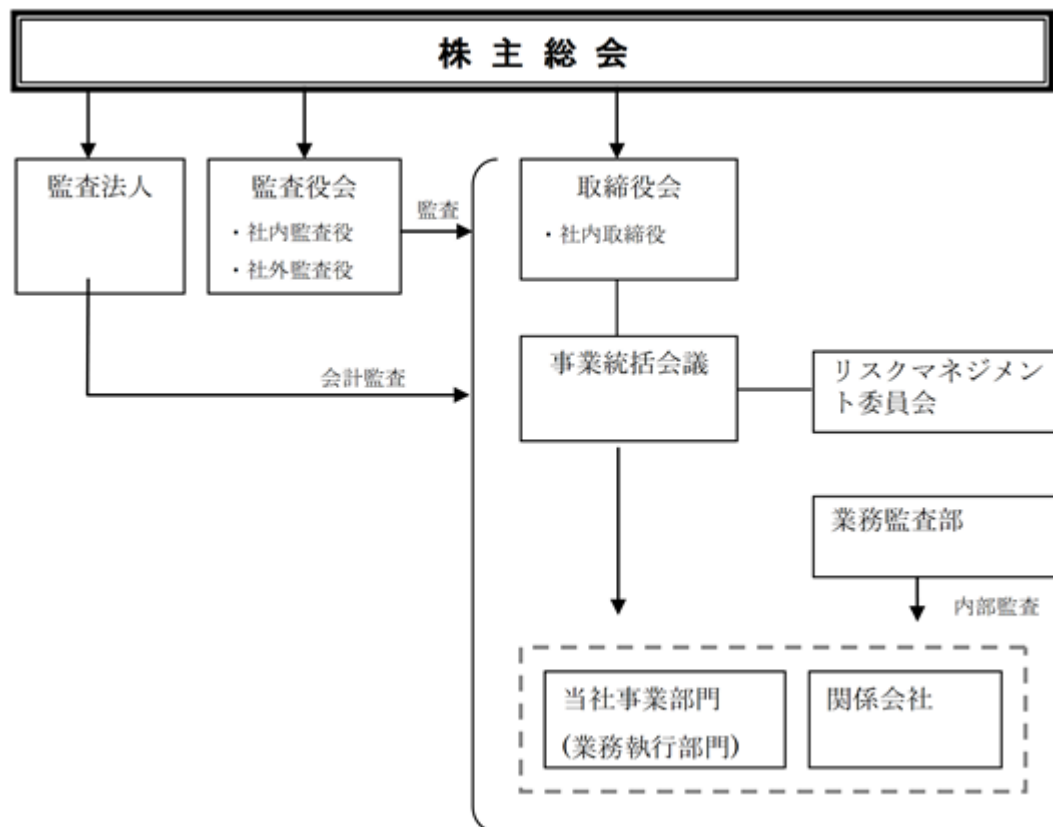 株主総会
監査法人
監査役会
・社内監査役
・社外監査役
監査
取締役会
・社内取締役
会計監査
事業統括会議
リスクマネジメン
ト委員会
業務監査部
内部監査
当社事業部門
(業務執行部門)
関係会社